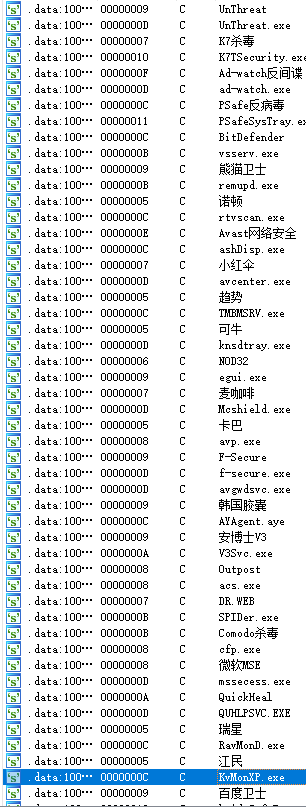 .data:100… 00000009 C UnThreat
.data:100… 0000000D C UnThreat.exe
.data:100… 00000007 C K7杀毒
.data:100… 00000010 C K7TSecurity.exe
.data:100… 0000000F C Ad-watch反间谍
.data:100… 0000000D C ad-watch.exe
.data:100… 0000000C C PSafe反病毒
.data:100… 00000011 C PSafeSysTray.ex
.data:100… 0000000C C BitDefender
.data:100… 0000000B C vsserv.exe
.data:100… 00000009 C 熊猫卫士
.data:100… 0000000B C remupd.exe
.data:100… 00000005 C 诺顿
.data:100… 0000000C C rtvscan.exe
.data:100… 0000000E C Avast网络安全
.data:100… 0000000C C ashDisp.exe
.data:100… 00000007 C 小红伞
.data:100… 0000000D C avcenter.exe
.data:100… 00000005 C 趋势
.data:100… 0000000C C TMBMSRV.exe
.data:100… 00000005 C 可牛
.data:100… 0000000D C knsdtray.exe
.data:100… 00000006 C NOD32
.data:100… 00000009 C egui.exe
.data:100… 00000007 C 麦咖啡
.data:100… 0000000D C Mcshield.exe
.data:100… 00000005 C 卡巴
.data:100… 00000008 C avp.exe
.data:100… 00000009 C F-Secure
.data:100… 0000000D C f-secure.exe
.data:100… 0000000D C avgwdsvc.exe
.data:100… 00000009 C 韩国胶囊
.data:100… 0000000C C AYAgent.aye
.data:100… 00000009 C 安博士V3
.data:100… 0000000A C V3Svc.exe
.data:100… 00000008 C Outpost
.data:100… 00000008 C acs.exe
.data:100… 00000007 C DR.WEB
.data:100… 0000000B C SPIDer.exe
.data:100… 0000000B C Comodo杀毒
.data:100… 00000008 C cfp.exe
.data:100… 00000008 C 微软MSE
.data:100… 0000000D C mssecess.exe
.data:100… 0000000A C QuickHeal
.data:100… 0000000D C QUHLPSVC.EXE
.data:100… 00000005 C 瑞星
.data:100… 0000000C C RavMonD.exe
.data:100… 00000005 C 江民
.data:100… 0000000C C KvMonXP.exe
.data:100… 00000009 C 百度卫士